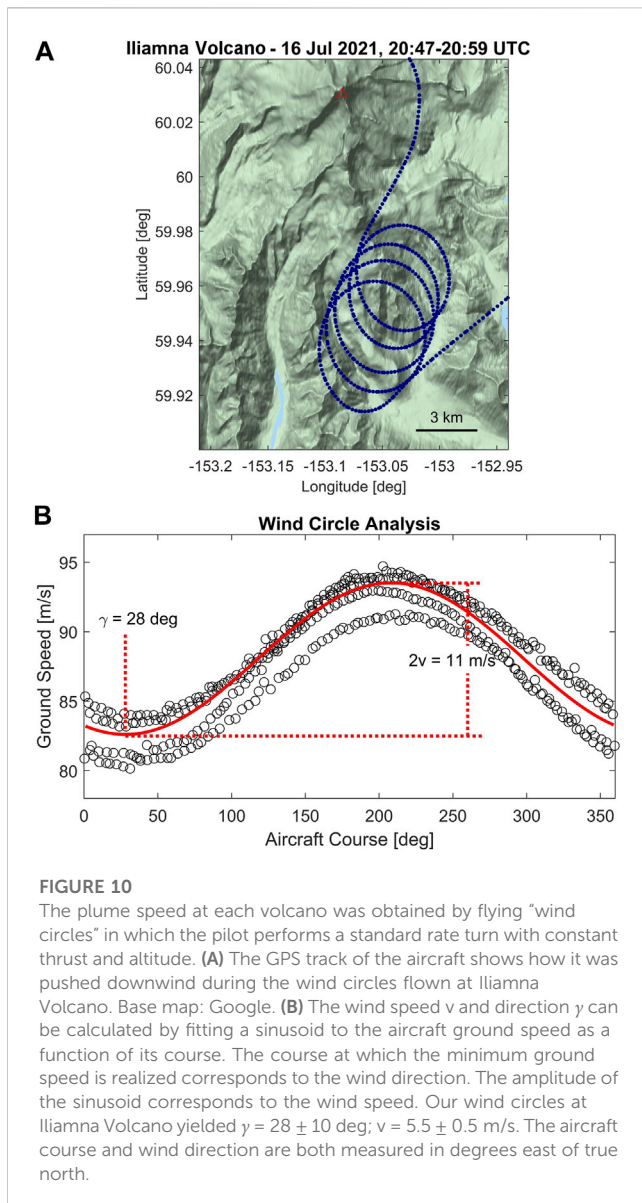 A
Iliamna Volcano - 16 Jul 2021, 20:47-20:59 UTC
60.04
60.02
60
59.98
59.96
59.94
59.92
Latitude [deg]
3 km
-153.2 -153.15 -153.1 -153.05 -153 -152.95
Longitude [deg]
B
Wind Circle Analysis
95
90
85
80
Ground Speed [m/s]
γ = 28 deg
2v = 11 m/s
0 50 100 150 200 250 300 350
Aircraft Course [deg]
FIGURE 10
The plume speed at each volcano was obtained by flying “wind
circles” in which the pilot performs a standard rate turn with constant
thrust and altitude. (A) The GPS track of the aircraft shows how it was
pushed downwind during the wind circles flown at Iliamna
Volcano. Base map: Google. (B) The wind speed v and direction γ can
be calculated by fitting a sinusoid to the aircraft ground speed as a
function of its course. The course at which the minimum ground
speed is realized corresponds to the wind direction. The amplitude of
the sinusoid corresponds to the wind speed. Our wind circles at
Iliamna Volcano yielded γ = 28 ± 10 deg; v = 5.5 ± 0.5 m/s. The aircraft
course and wind direction are both measured in degrees east of true
north.